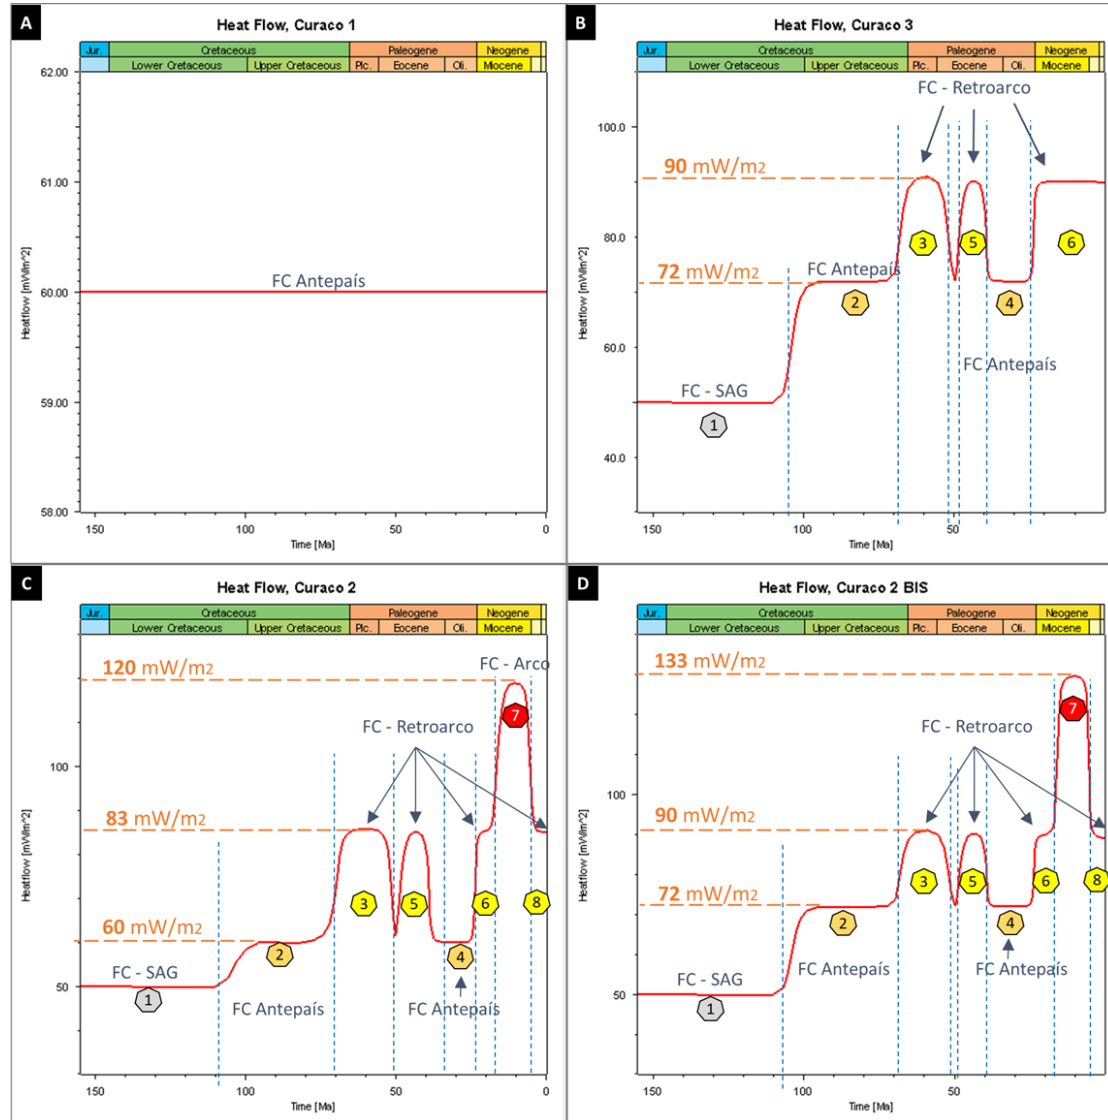 A
Heat Flow, Curaco 1
Jur.
Cretaceous
Paleogene
Neogene
Lower Cretaceous
Upper Cretaceous
Plc.
Eocene
Oli.
Miocene
62.00
61.00
60.00
59.00
58.00
Heatflow [mW/m^2]
FC Antepaís
150
100
50
0
Time [Ma]
B
Heat Flow, Curaco 3
Jur.
Cretaceous
Paleogene
Neogene
Lower Cretaceous
Upper Cretaceous
Plc.
Eocene
Oli.
Miocene
FC - Retroarco
100.0
90 mW/m2
80.0
3
5
6
72 mW/m2
FC Antepaís
2
4
60.0
FC Antepaís
FC - SAG
1
40.0
Heatflow [mW/m^2]
150
100
50
0
Time [Ma]
C
Heat Flow, Curaco 2
Jur.
Cretaceous
Paleogene
Neogene
Lower Cretaceous
Upper Cretaceous
Plc.
Eocene
Oli.
Miocene
120 mW/m2
FC - Arco
7
FC - Retroarco
100
83 mW/m2
3
5
6
8
60 mW/m2
2
4
FC - SAG
1
50
FC Antepaís
FC Antepaís
Heatflow [mW/m^2]
150
100
50
0
Time [Ma]
D
Heat Flow, Curaco 2 BIS
Jur.
Cretaceous
Paleogene
Neogene
Lower Cretaceous
Upper Cretaceous
Plc.
Eocene
Oli.
Miocene
133 mW/m2
7
FC - Retroarco
100
90 mW/m2
3
5
6
8
72 mW/m2
2
4
FC Antepaís
FC Antepaís
FC - SAG
1
50
Heatflow [mW/m^2]
150
100
50
0
Time [Ma]